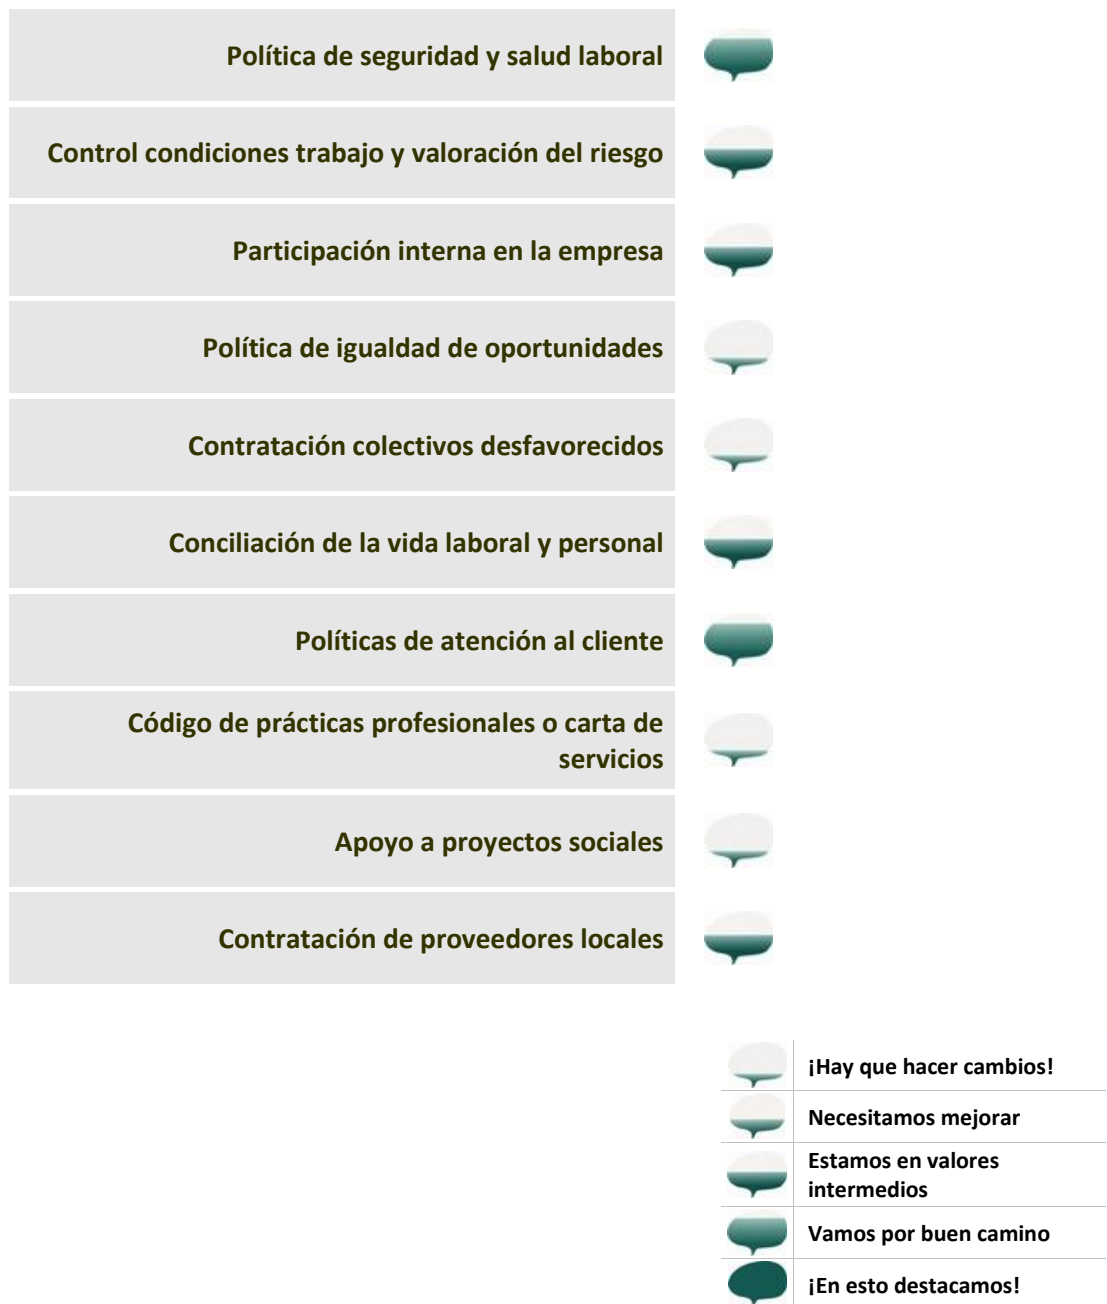 Política de seguridad y salud laboral
Control condiciones trabajo y valoración del riesgo
Participación interna en la empresa
Política de igualdad de oportunidades
Contratación colectivos desfavorecidos
Conciliación de la vida laboral y personal
Políticas de atención al cliente
Código de prácticas profesionales o carta de
servicios
Apoyo a proyectos sociales
Contratación de proveedores locales
¡Hay que hacer cambios!
Necesitamos mejorar
Estamos en valores
intermedios
Vamos por buen camino
¡En esto destacamos!